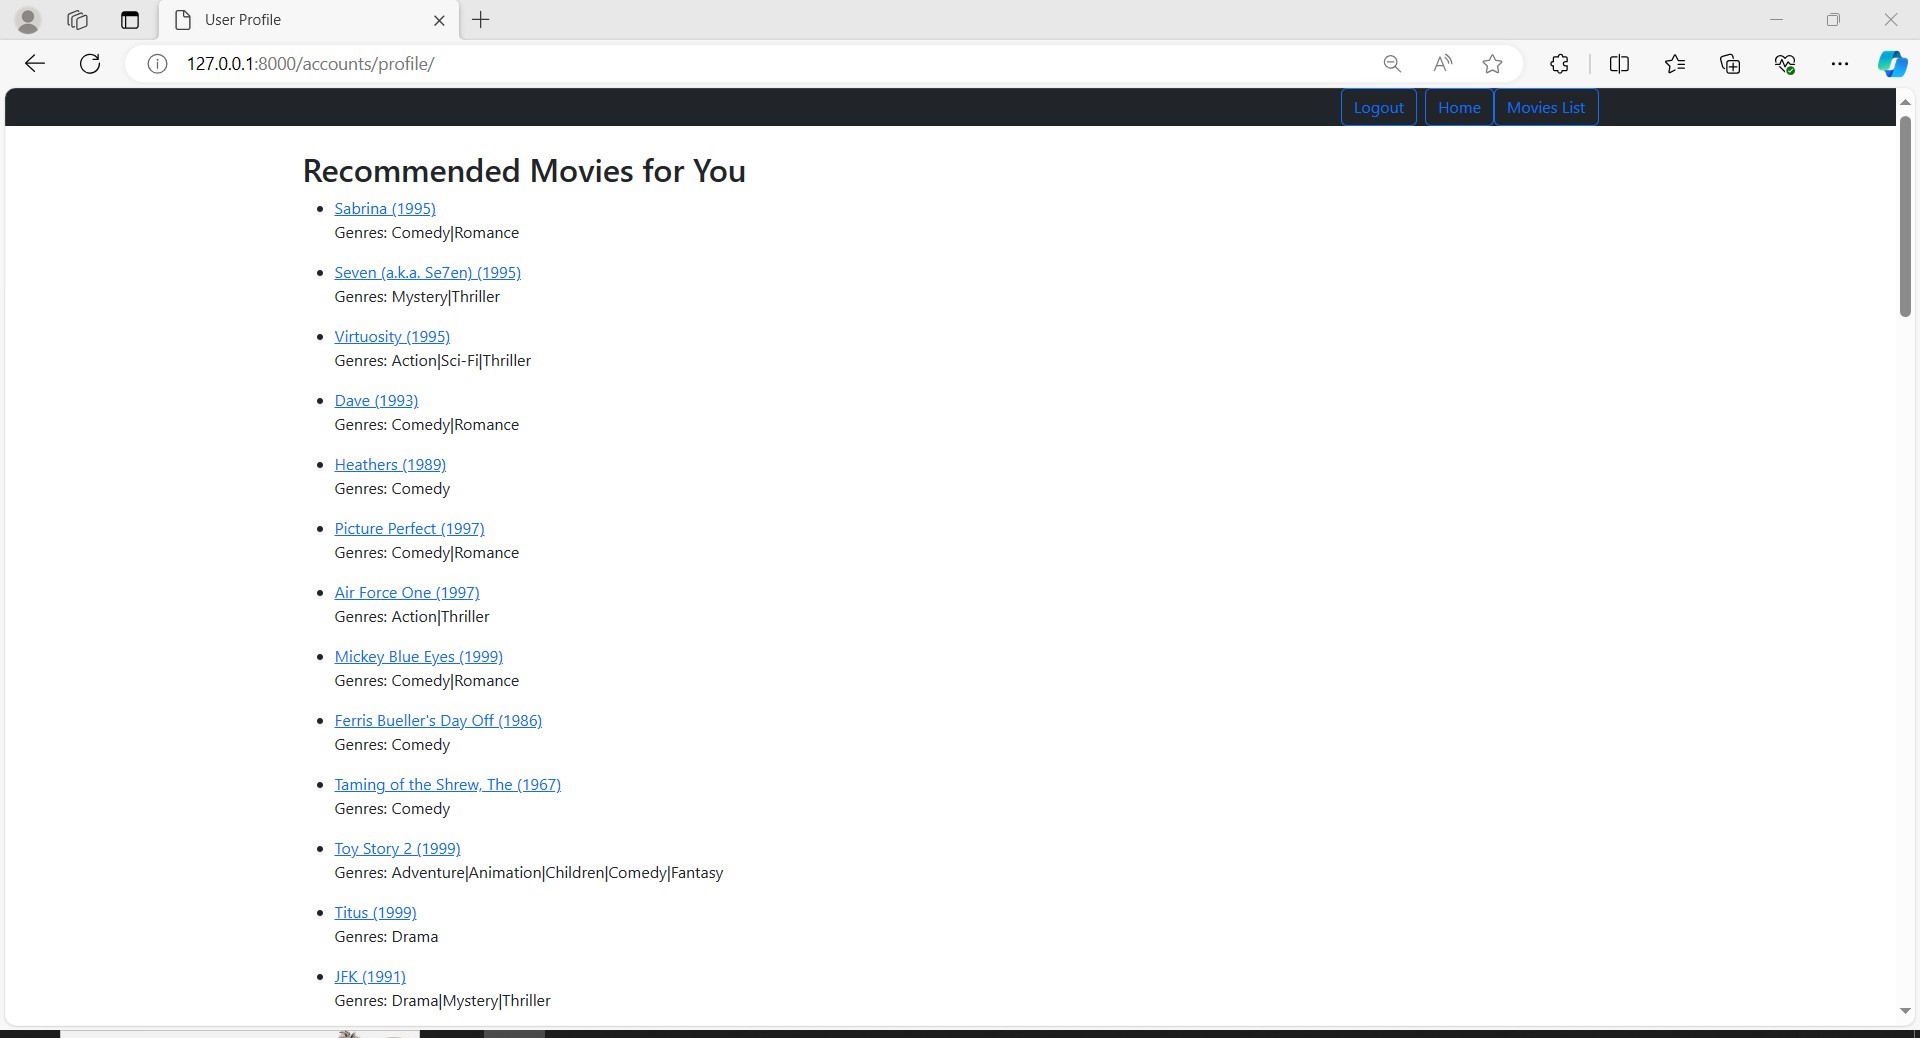 User Profile
127.0.0.1:8000/accounts/profile/
Logout Home Movies List
Recommended Movies for You
• Sabrina (1995)
Genres: Comedy|Romance
• Seven (a.k.a. Se7en) (1995)
Genres: Mystery|Thriller
• Virtuosity (1995)
Genres: Action|Sci-Fi|Thriller
• Dave (1993)
Genres: Comedy|Romance
• Heathers (1989)
Genres: Comedy
• Picture Perfect (1997)
Genres: Comedy|Romance
• Air Force One (1997)
Genres: Action|Thriller
• Mickey Blue Eyes (1999)
Genres: Comedy|Romance
• Ferris Bueller's Day Off (1986)
Genres: Comedy
• Taming of the Shrew, The (1967)
Genres: Comedy
• Toy Story 2 (1999)
Genres: Adventure|Animation|Children|Comedy|Fantasy
• Titus (1999)
Genres: Drama
• JFK (1991)
Genres: Drama|Mystery|Thriller